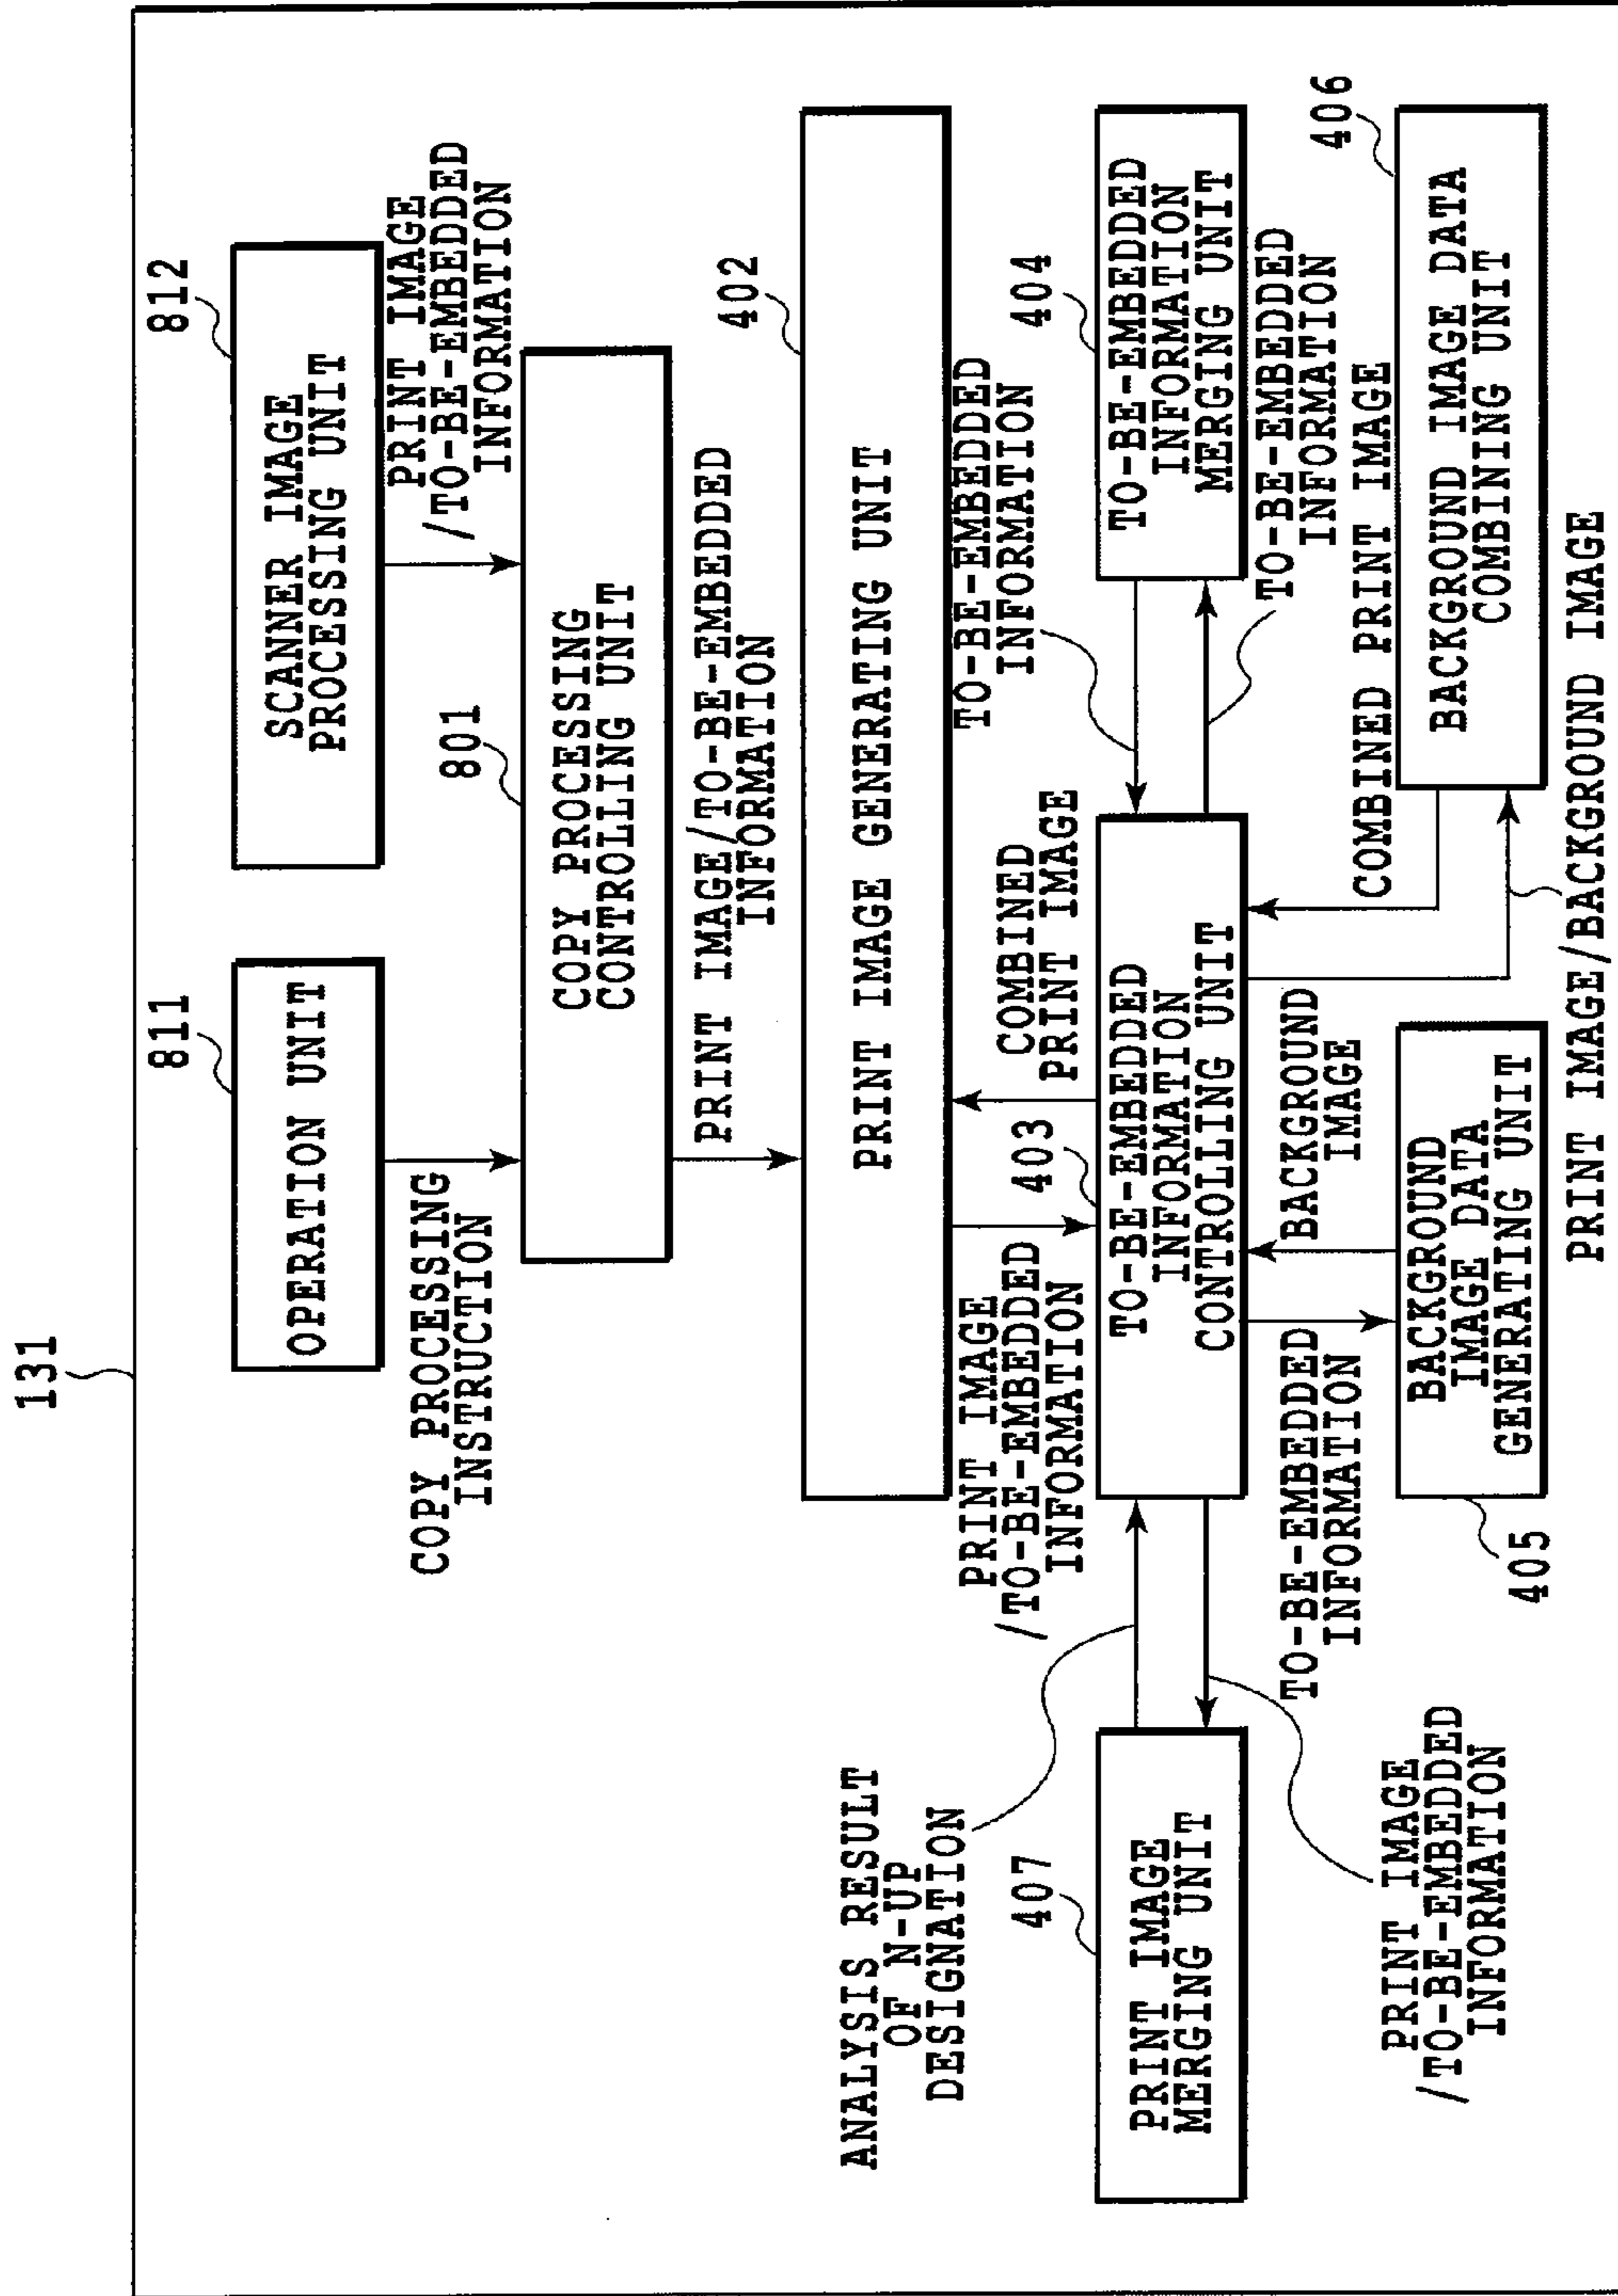 131
811
OPERATION UNIT
812
SCANNER IMAGE
PROCESSING UNIT
COPY PROCESSING
INSTRUCTION
PRINT IMAGE
/TO-BE-EMBEDDED
INFORMATION
801
COPY PROCESSING
CONTROLLING UNIT
PRINT IMAGE/TO-BE-EMBEDDED
INFORMATION
402
PRINT IMAGE GENERATING UNIT
ANALYSIS RESULT
OF N-UP
DESIGNATION
PRINT IMAGE
/TO-BE-EMBEDDED
INFORMATION
403
COMBINED
PRINT IMAGE
TO-BE-EMBEDDED
INFORMATION
404
407
PRINT IMAGE
MERGING UNIT
TO-BE-EMBEDDED
INFORMATION
CONTROLLING UNIT
TO-BE-EMBEDDED
INFORMATION
MERGING UNIT
PRINT IMAGE
/TO-BE-EMBEDDED
INFORMATION
TO-BE-EMBEDDED
INFORMATION
BACKGROUND
IMAGE
COMBINED PRINT IMAGE
TO-BE-EMBEDDED
INFORMATION
406
405
BACKGROUND
IMAGE DATA
GENERATING UNIT
BACKGROUND IMAGE DATA
COMBINING UNIT
PRINT IMAGE/BACKGROUND IMAGE